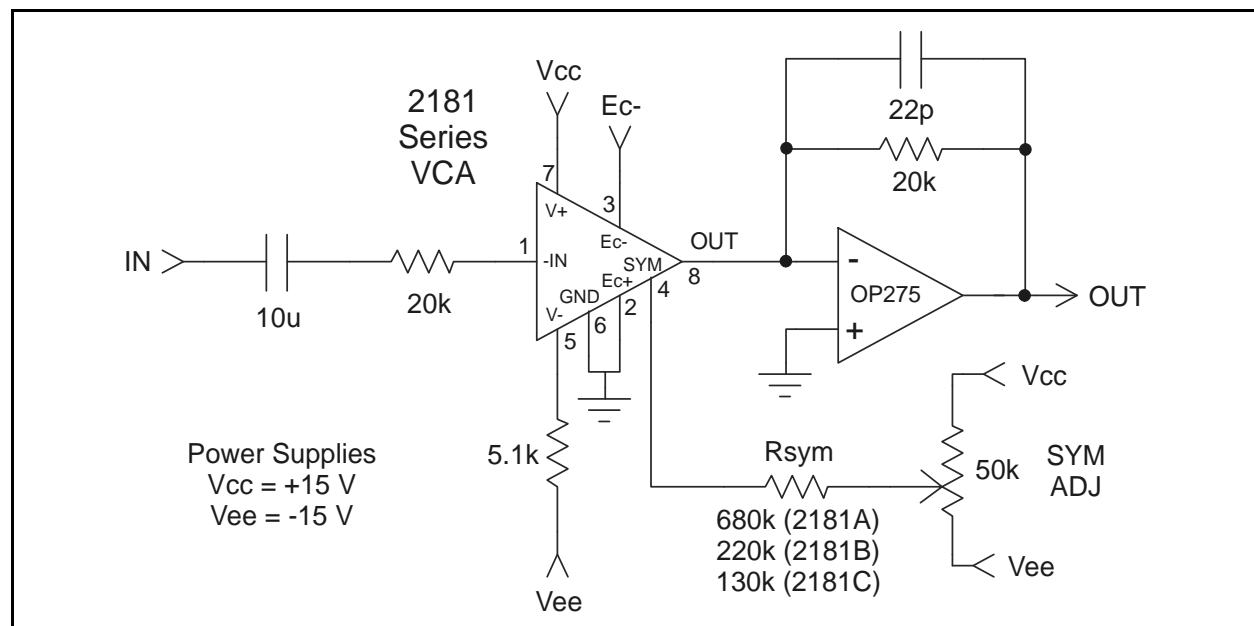 2181
Series
VCA
Vcc
Ec-
7
V+
3
Ec-
IN
10u
20k
1
-IN
SYM
OUT
8
Ec+
4
GND
2
V-
6
5
22p
20k
-
OP275
+
OUT
5.1k
Vee
Power Supplies
Vcc = +15 V
Vee = -15 V
Rsym
680k (2181A)
220k (2181B)
130k (2181C)
Vcc
50k
SYM
ADJ
Vee